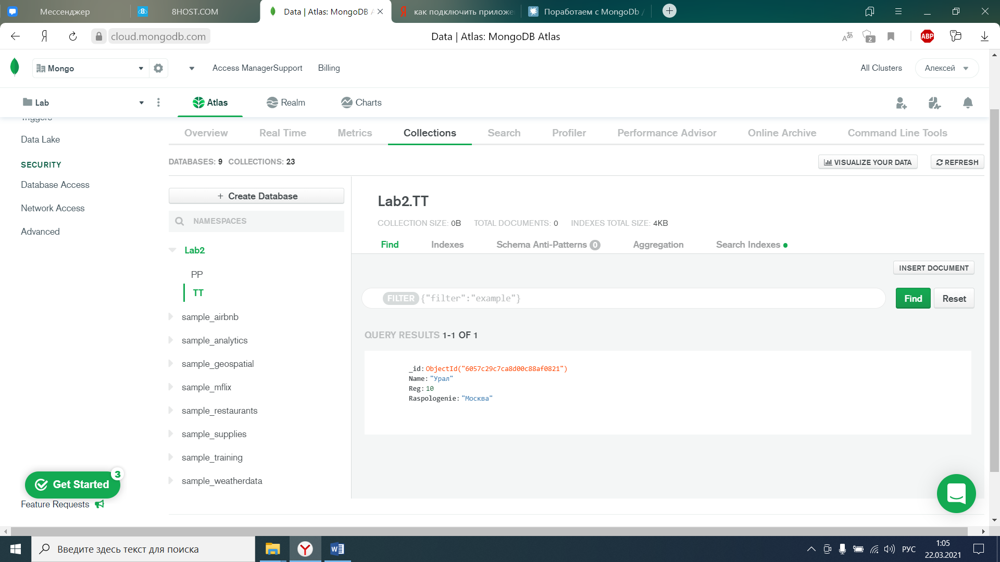 Мессенджер
8HOST.COM
Data | Atlas: MongoDB A
как подключить приложе
Поработаем с MongoDb /
cloud.mongodb.com
Data | Atlas: MongoDB Atlas
2
ABP
Mongo
Access Manager
Support
Billing
All Clusters
Алексей
Lab
Atlas
Realm
Charts
Triggers
Data Lake
SECURITY
Database Access
Network Access
Advanced
Get Started
3
Feature Requests
Overview
Real Time
Metrics
Collections
Search
Profiler
Performance Advisor
Online Archive
Command Line Tools
DATABASES: 9 COLLECTIONS: 23
VISUALIZE YOUR DATA
REFRESH
+ Create Database
NAMESPACES
Lab2
PP
TT
sample_airbnb
sample_analytics
sample_geospatial
sample_mflix
sample_restaurants
sample_supplies
sample_training
sample_weatherdata
Lab2.TT
COLLECTION SIZE: 0B TOTAL DOCUMENTS: 0 INDEXES TOTAL SIZE: 4KB
Find
Indexes
Schema Anti-Patterns 0
Aggregation
Search Indexes
INSERT DOCUMENT
FILTER {"filter":"example"}
Find
Reset
QUERY RESULTS 1-1 OF 1
_id: ObjectId("6057c29c7ca8d00c88af0821")
Name: "Урал"
Reg: 10
Raspologenie: "Москва"
Введите здесь текст для поиска
РУС
1:05
22.03.2021